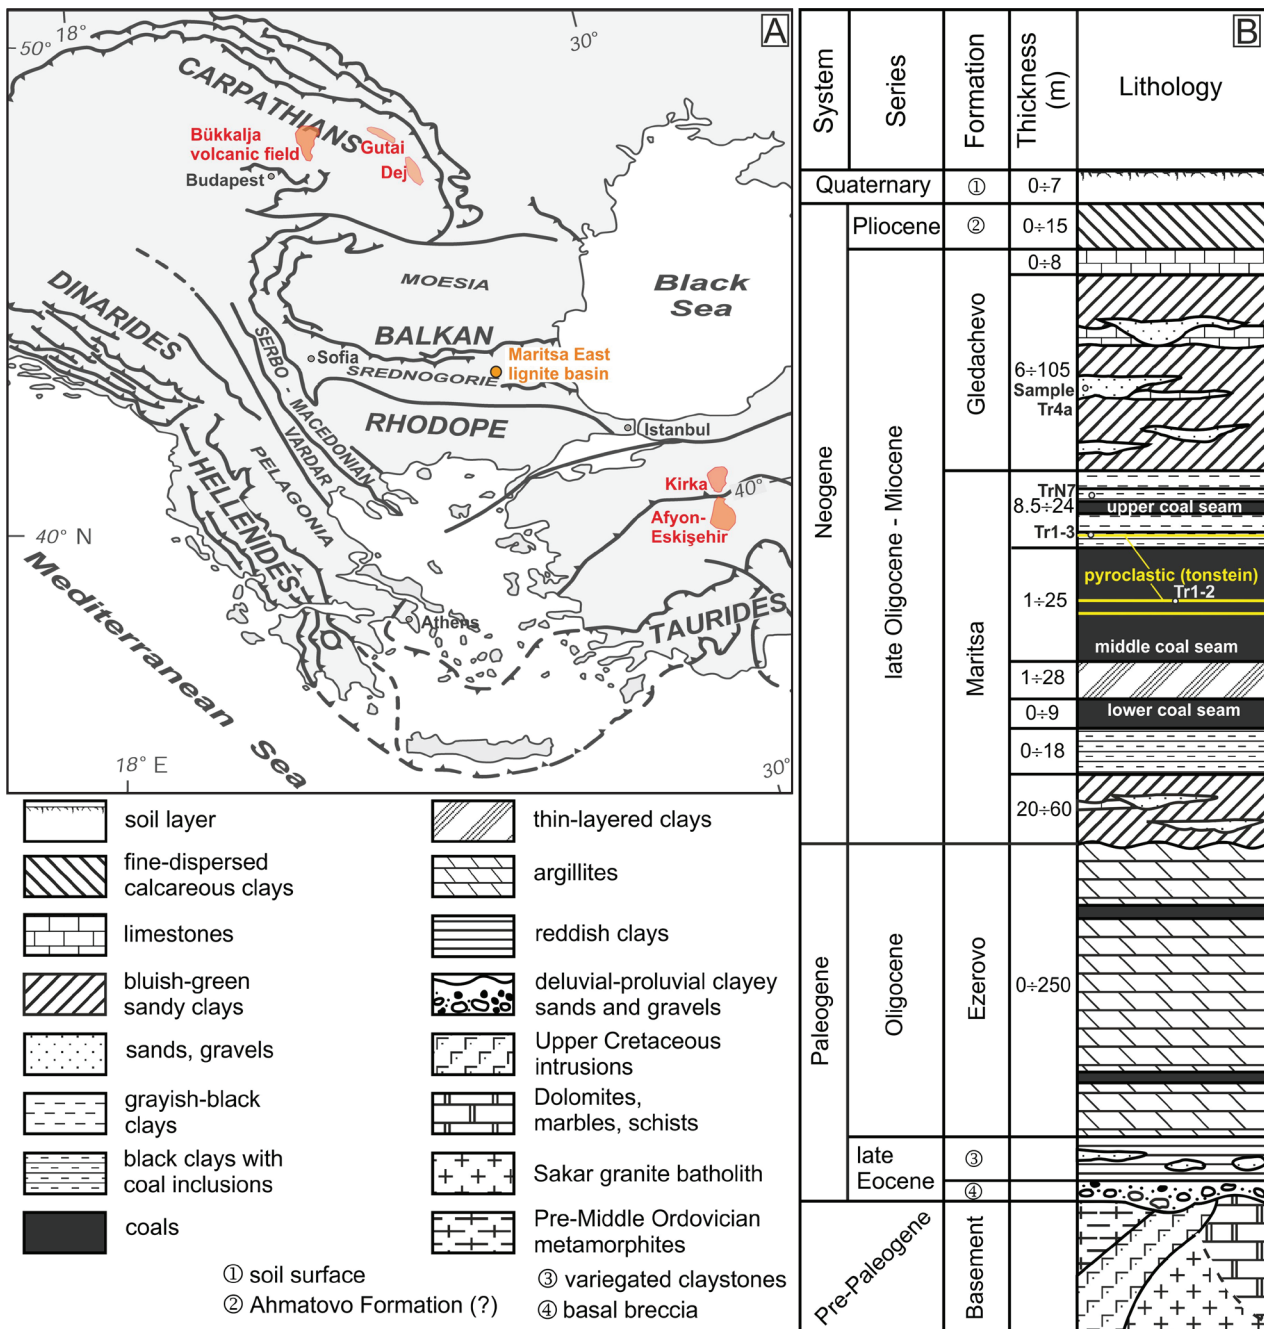 A
18°
50°
30°
CARPATHIANS
Bükkalja
volcanic field
Gutai
Dej
Budapest
MOESIA
Black
Sea
DINARIDES
BALKAN
Sofia
SERBO - MACEDONIAN
SREDNOGORIE
Maritsa East
lignite basin
RHODOPE
Istanbul
VARDAR
PELAGONIA
HELLENIDES
Kirka
40°
Afyon-
Eskişehir
40° N
Mediterranean Sea
Athens
TAURIDES
18° E
30°
B
System
Series
Formation
Thickness
(m)
Lithology
Quaternary
①
0÷7
Neogene
Pliocene
②
0÷15
late Oligocene - Miocene
Gledachevo
0÷8
6÷105
Sample
Tr4a
Maritsa
TrN7
8.5÷24
upper coal seam
Tr1-3
pyroclastic (tonstein)
Tr1-2
1÷25
middle coal seam
1÷28
0÷9
lower coal seam
0÷18
20÷60
Paleogene
Oligocene
Ezerovo
0÷250
late
Eocene
③
④
Pre-Paleogene
Basement
soil layer
fine-dispersed
calcareous clays
limestones
bluish-green
sandy clays
sands, gravels
grayish-black
clays
black clays with
coal inclusions
coals
thin-layered clays
argillites
reddish clays
deluvial-proluvial clayey
sands and gravels
Upper Cretaceous
intrusions
Dolomites,
marbles, schists
Sakar granite batholith
Pre-Middle Ordovician
metamorphites
① soil surface
② Ahmatovo Formation (?)
③ variegated claystones
④ basal breccia